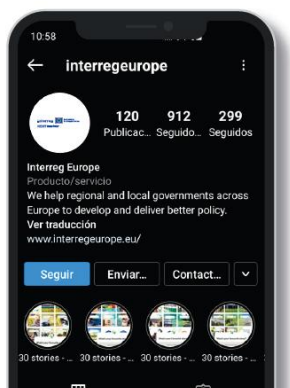 10:58
interregeurope
120 912 299
Publicac... Seguido... Seguidos
Interreg Europe
Producto/servicio
We help regional and local governments across
Europe to develop and deliver better policy.
Ver traducción
www.interregeurope.eu/
Seguir Enviar... Contact...
30 stories - ... 30 stories - ... 30 stories - ... 30 stories - ...